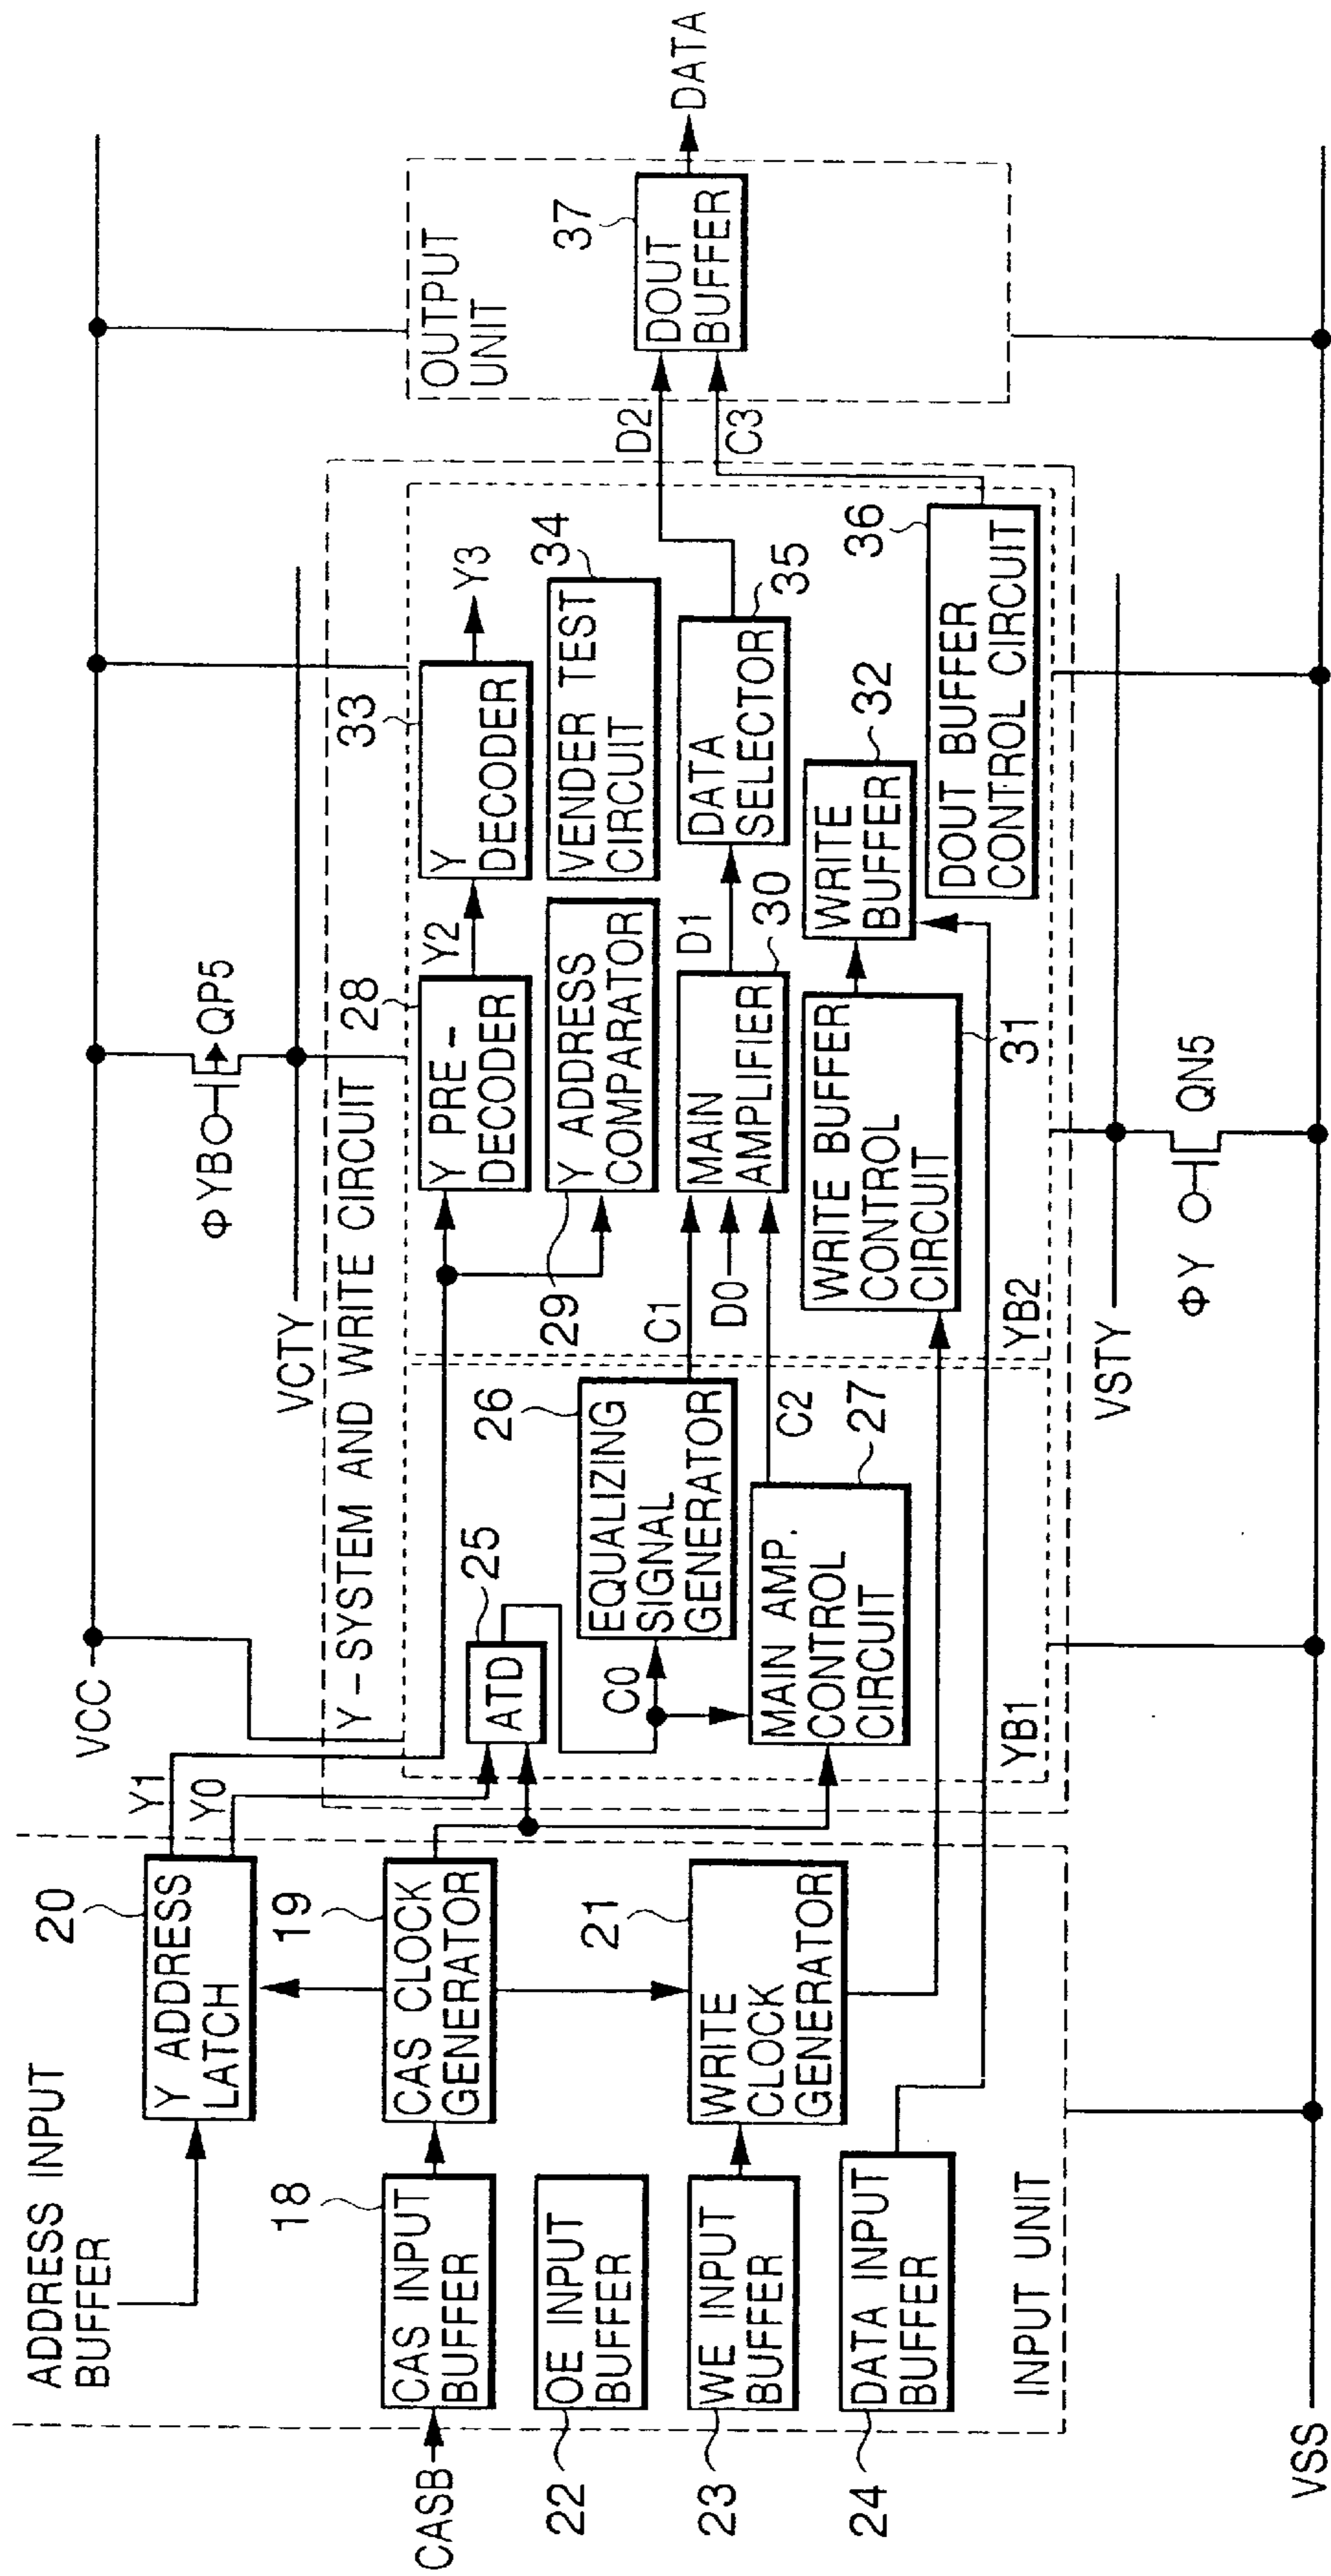 ADDRESS INPUT
BUFFER
20
Y ADDRESS
LATCH
Y1
Y0
VCC
VCTY
ΦYB
QP5
CASB
18
CAS INPUT
BUFFER
19
CAS CLOCK
GENERATOR
22
OE INPUT
BUFFER
23
WE INPUT
BUFFER
21
WRITE
CLOCK
GENERATOR
24
DATA INPUT
BUFFER
INPUT UNIT
Y-SYSTEM AND WRITE CIRCUIT
25
ATD
C0
26
EQUALIZING
SIGNAL
GENERATOR
C1
MAIN AMP.
CONTROL
CIRCUIT
27
C2
YB1
28
Y PRE-
DECODER
Y2
33
Y
DECODER
Y3
29
Y ADDRESS
COMPARATOR
34
VENDER TEST
CIRCUIT
D0
MAIN
AMPLIFIER
30
D1
DATA
SELECTOR
35
WRITE BUFFER
CONTROL
CIRCUIT
31
WRITE
BUFFER
32
36
DOUT BUFFER
CONTROL CIRCUIT
YB2
D2
C3
OUTPUT
UNIT
37
DOUT
BUFFER
DATA
VSTY
ΦY
QN5
VSS